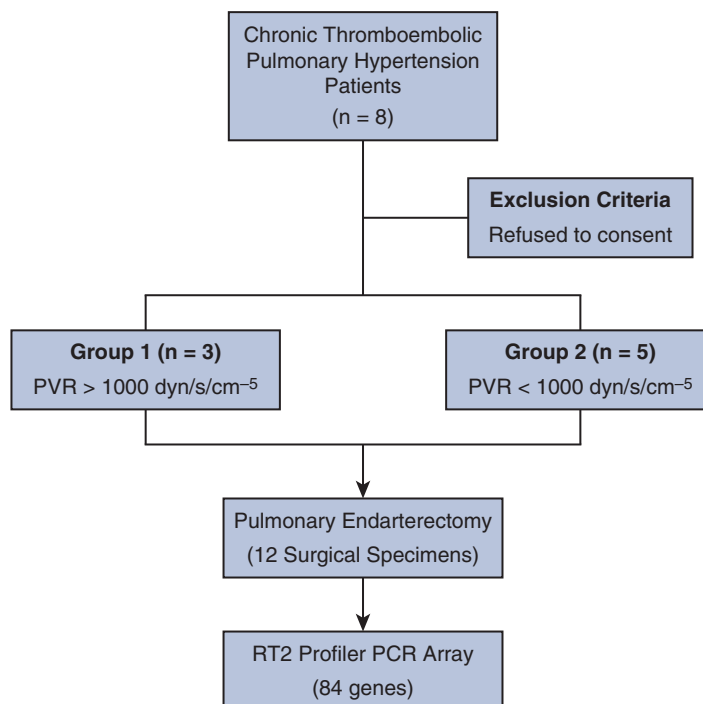 Chronic Thromboembolic
Pulmonary Hypertension
Patients
(n = 8)
Exclusion Criteria
Refused to consent
Group 1 (n = 3)
PVR > 1000 dyn/s/cm⁻⁵
Group 2 (n = 5)
PVR < 1000 dyn/s/cm⁻⁵
Pulmonary Endarterectomy
(12 Surgical Specimens)
RT2 Profiler PCR Array
(84 genes)